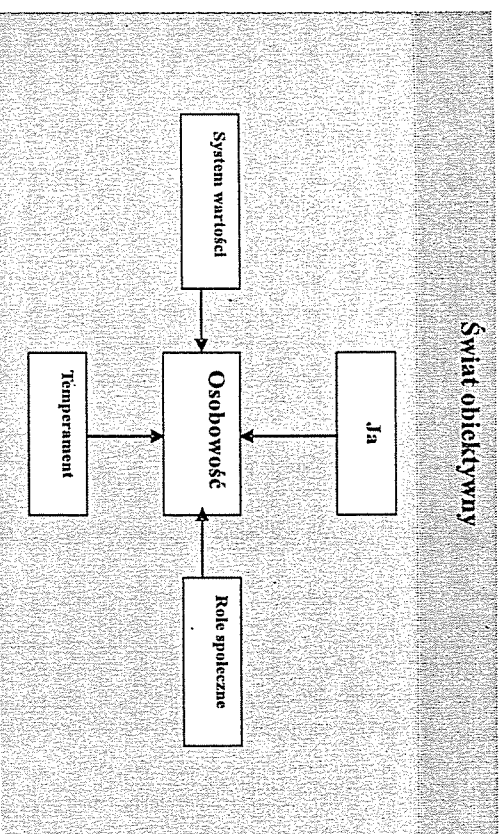 Świat obiektywny
Ja
System wartości
Osobowość
Role społeczne
Temperament